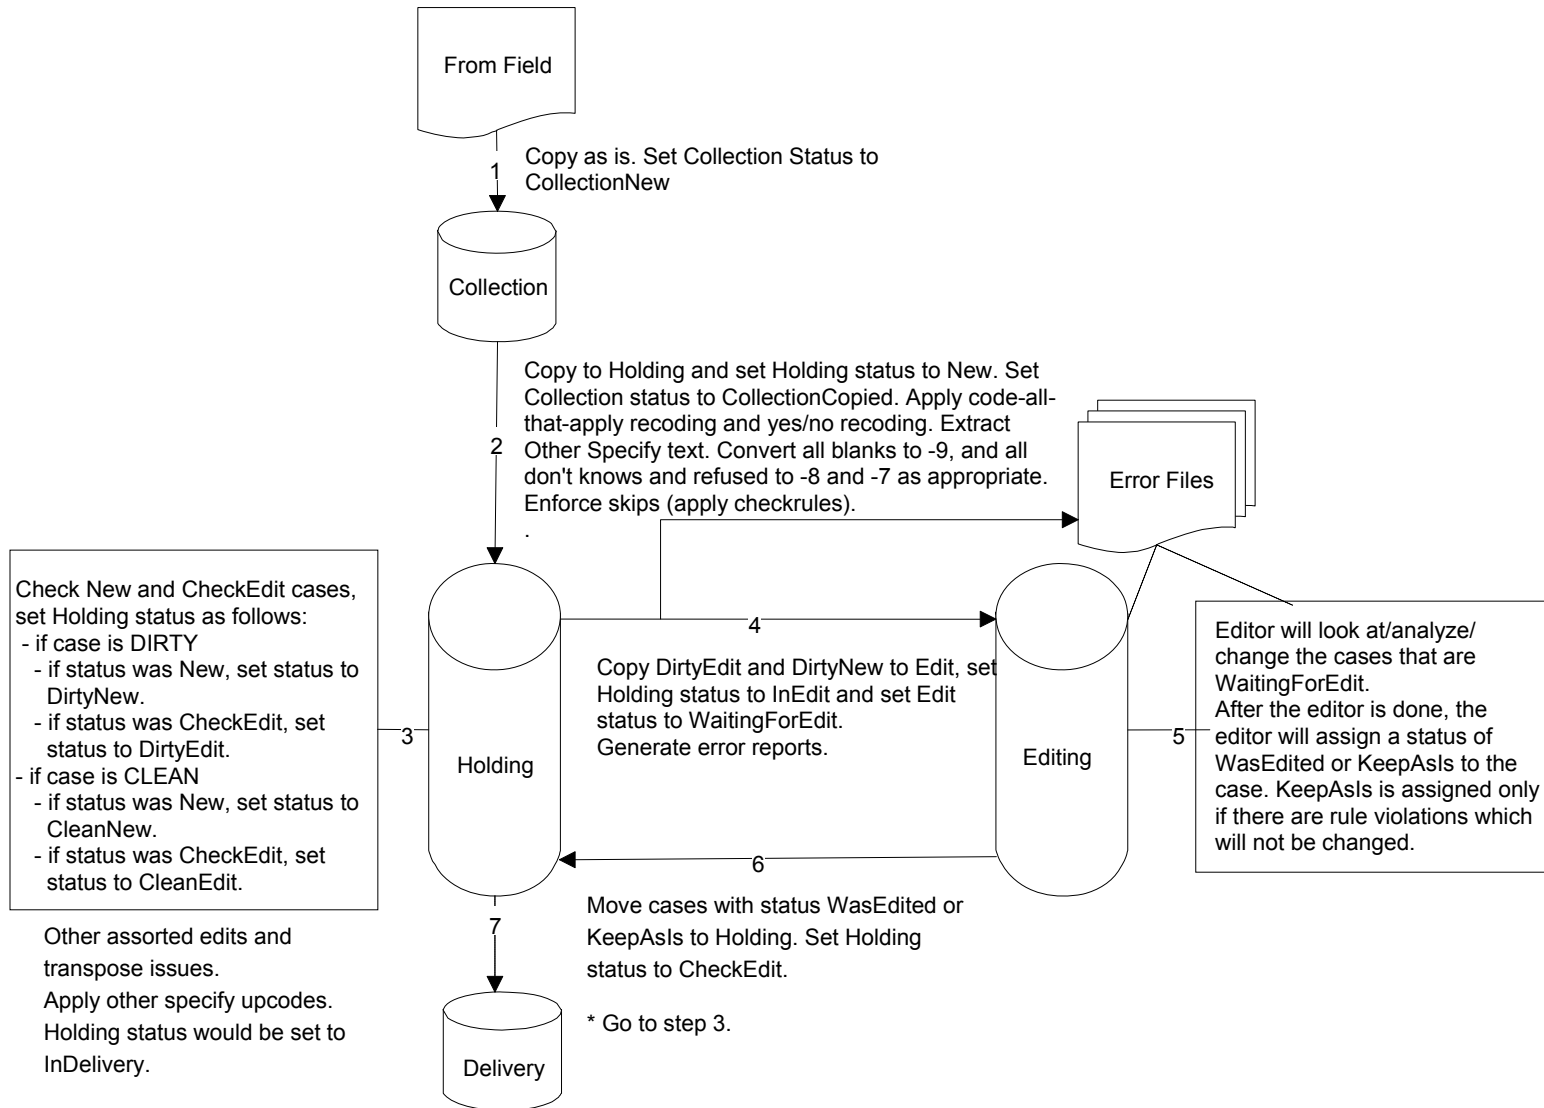 From Field
1
Copy as is. Set Collection Status to
CollectionNew
Collection
2
Copy to Holding and set Holding status to New. Set
Collection status to CollectionCopied. Apply code-all-
that-apply recoding and yes/no recoding. Extract
Other Specify text. Convert all blanks to -9, and all
don't knows and refused to -8 and -7 as appropriate.
Enforce skips (apply checkrules).
.
Error Files
Check New and CheckEdit cases,
set Holding status as follows:
- if case is DIRTY
- if status was New, set status to
DirtyNew.
- if status was CheckEdit, set
status to DirtyEdit.
- if case is CLEAN
- if status was New, set status to
CleanNew.
- if status was CheckEdit, set
status to CleanEdit.
3
Holding
4
Copy DirtyEdit and DirtyNew to Edit, set
Holding status to InEdit and set Edit
status to WaitingForEdit.
Generate error reports.
Editing
5
Editor will look at/analyze/
change the cases that are
WaitingForEdit.
After the editor is done, the
editor will assign a status of
WasEdited or KeepAsIs to the
case. KeepAsIs is assigned only
if there are rule violations which
will not be changed.
6
Move cases with status WasEdited or
KeepAsIs to Holding. Set Holding
status to CheckEdit.
* Go to step 3.
7
Other assorted edits and
transpose issues.
Apply other specify upcodes.
Holding status would be set to
InDelivery.
Delivery